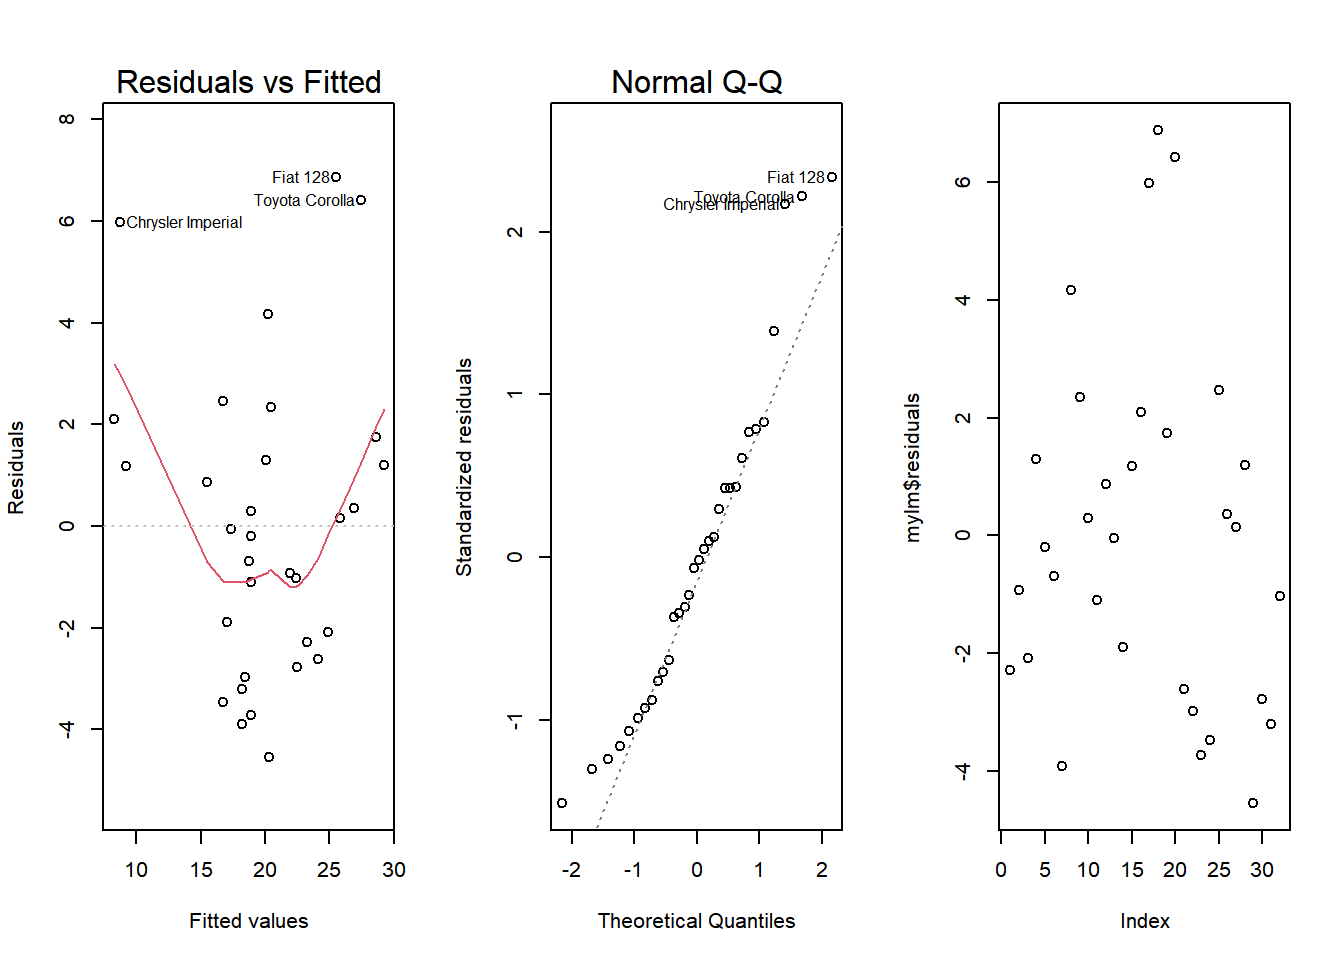 Residuals vs Fitted
Residuals
8
6
4
2
0
-2
-4
Fiat 128
Toyota Corolla
Chrysler Imperial
10 15 20 25 30
Fitted values
Normal Q-Q
Standardized residuals
2
1
0
-1
Fiat 128
Toyota Corolla
Chrysler Imperial
-2 -1 0 1 2
Theoretical Quantiles
mylm$residuals
6
4
2
0
-2
-4
0 5 10 15 20 25 30
Index